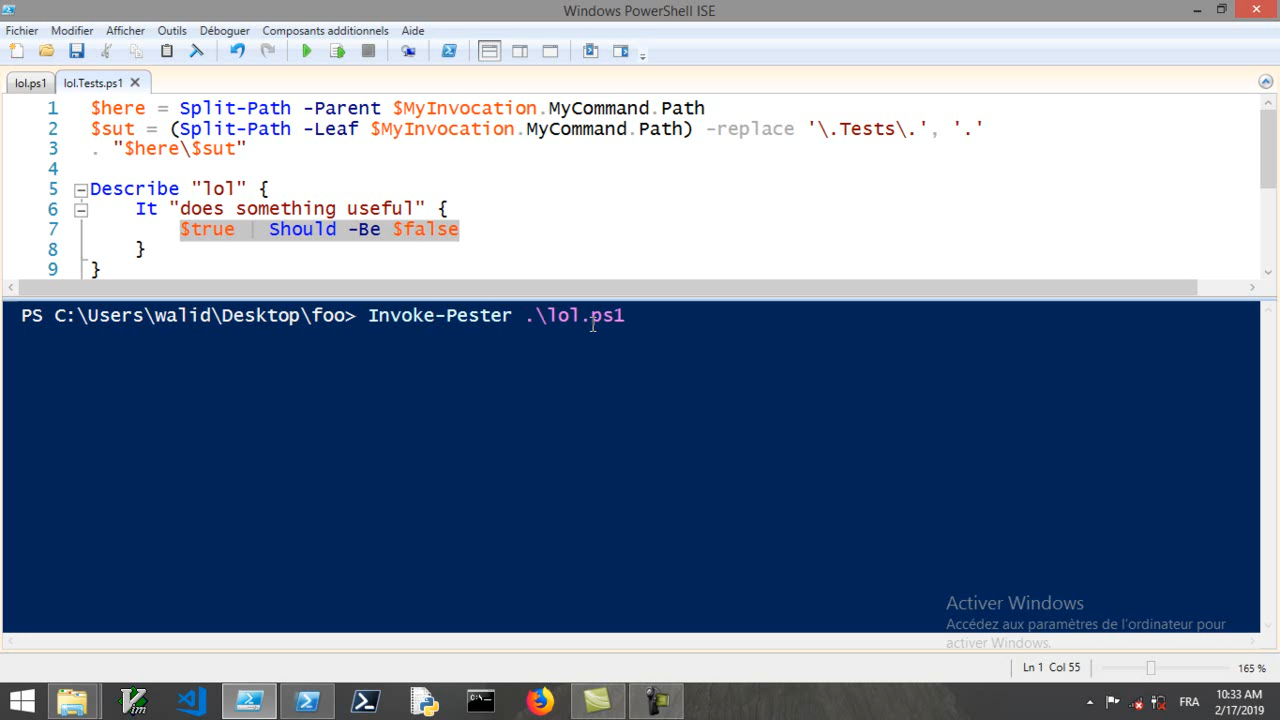 Windows PowerShell ISE
Fichier Modifier Afficher Outils Déboguer Composants additionnels Aide
lol.ps1 lol.Tests.ps1
1 $here = Split-Path -Parent $MyInvocation.MyCommand.Path
2 $sut = (Split-Path -Leaf $MyInvocation.MyCommand.Path) -replace '\.Tests\.', '.'
3 . "$here\$sut"
4
5 Describe "lol" {
6 It "does something useful" {
7 $true | Should -Be $false
8 }
9 }
PS C:\Users\walid\Desktop\foo> Invoke-Pester .\lol.ps1
Activer Windows
Accédez aux paramètres de l'ordinateur pour
activer Windows.
Ln 1 Col 55 165 %
FR
10:33 AM
2/17/2019